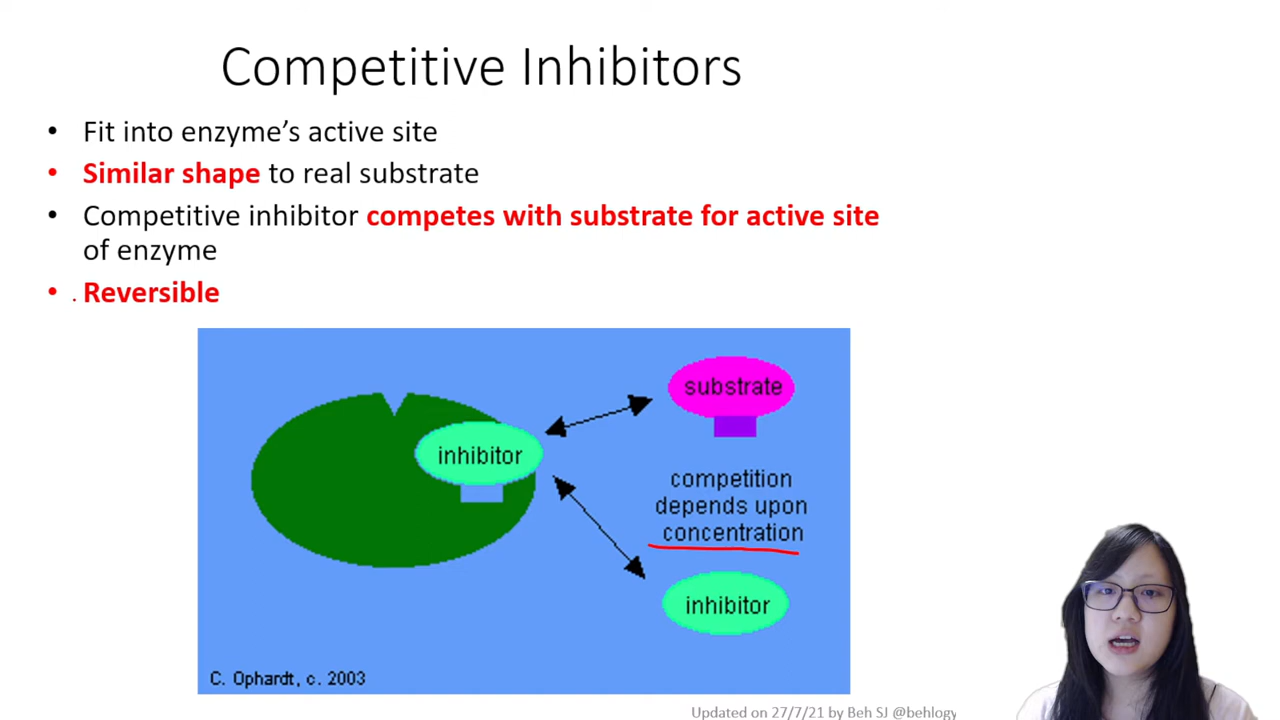 Competitive Inhibitors
• Fit into enzyme’s active site
• Similar shape to real substrate
• Competitive inhibitor competes with substrate for active site
of enzyme
• Reversible
substrate
inhibitor
competition
depends upon
concentration
inhibitor
C. Ophardt, c. 2003
Updated on 27/7/21 by Beh SJ @behlogy